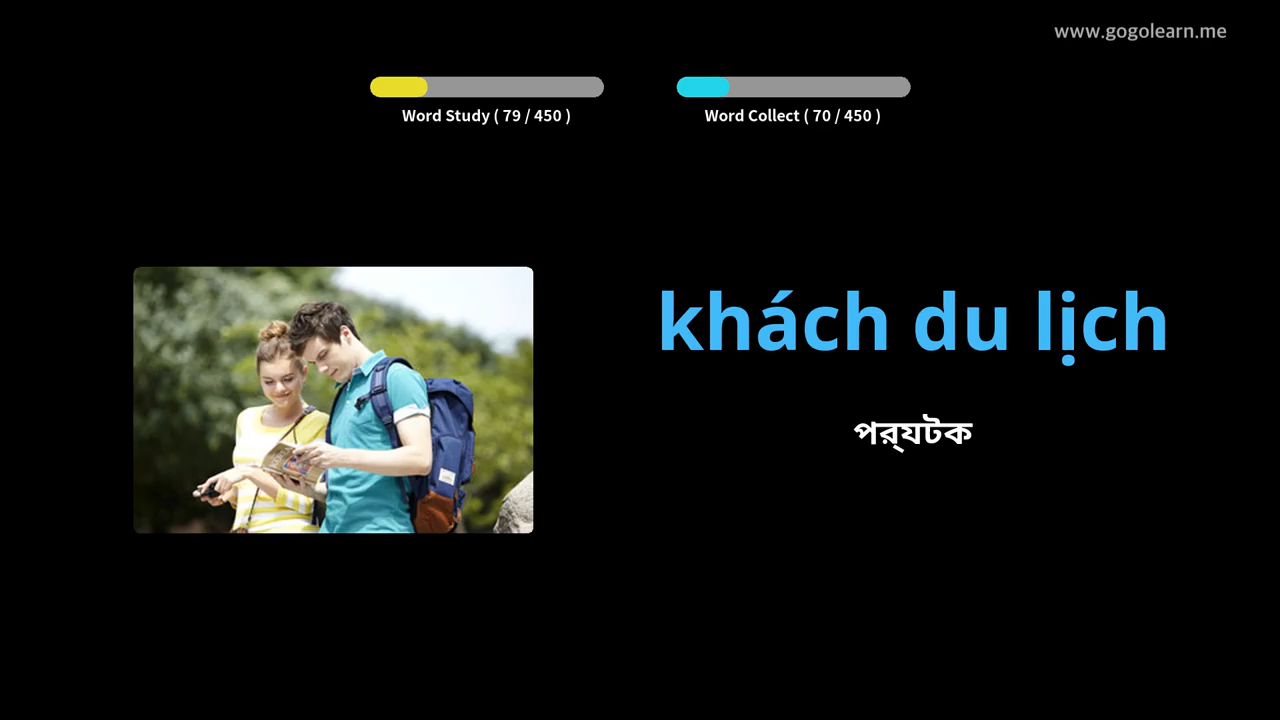 www.gogolearn.me
Word Study ( 79 / 450 )
Word Collect ( 70 / 450 )
khách du lịch
পর্যটক